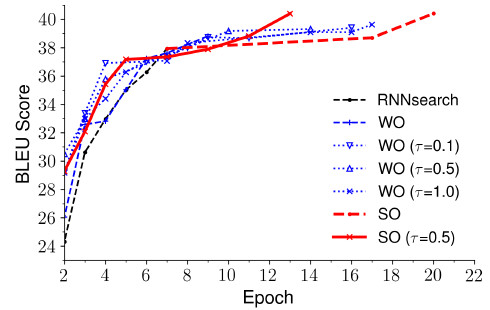 40
38
36
34
32
30
28
26
24
2 4 6 8 10 12 14 16 18 20 22
BLEU Score
Epoch
RNNsearch
WO
WO (τ=0.1)
WO (τ=0.5)
WO (τ=1.0)
SO
SO (τ=0.5)